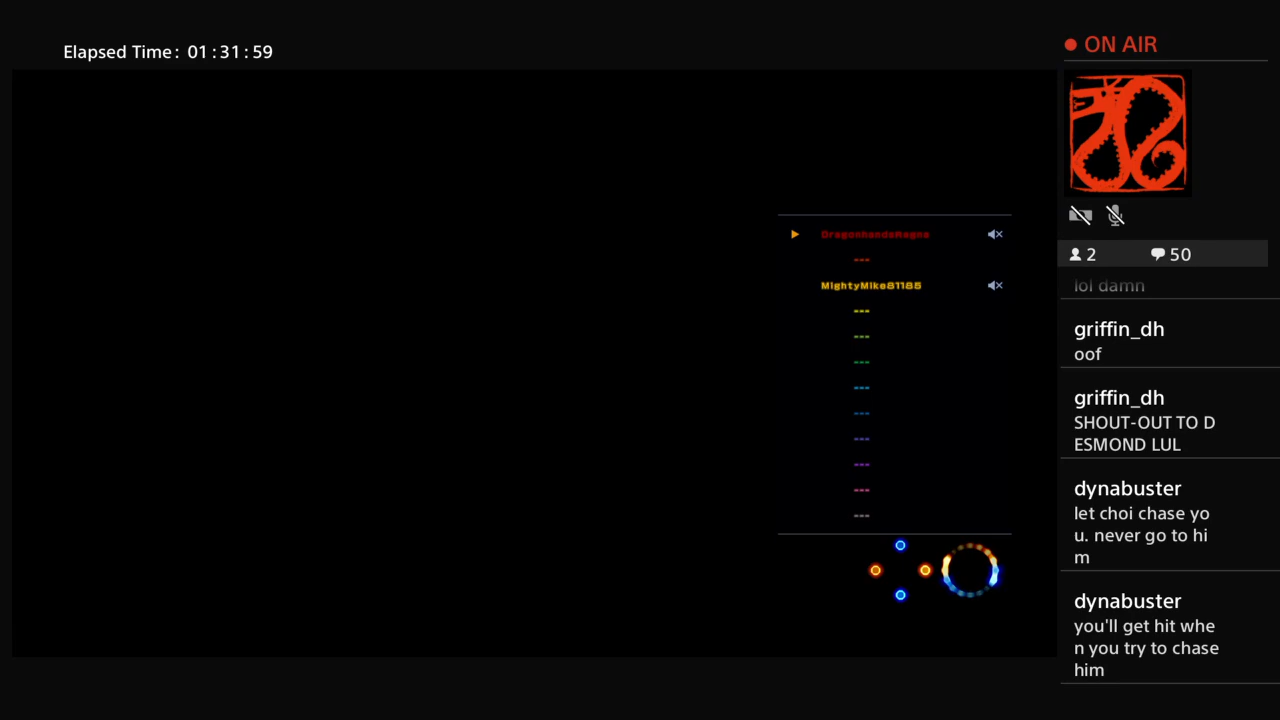 Elapsed Time: 01:31:59
ON AIR
DragonhandsMagna
---
MightyMike81185
---
---
---
---
---
---
---
---
---
2
50
lol damn
griffin_dh
oof
griffin_dh
SHOUT-OUT TO D
ESMOND LUL
dynabuster
let choi chase yo
u. never go to hi
m
dynabuster
you'll get hit whe
n you try to chase
him